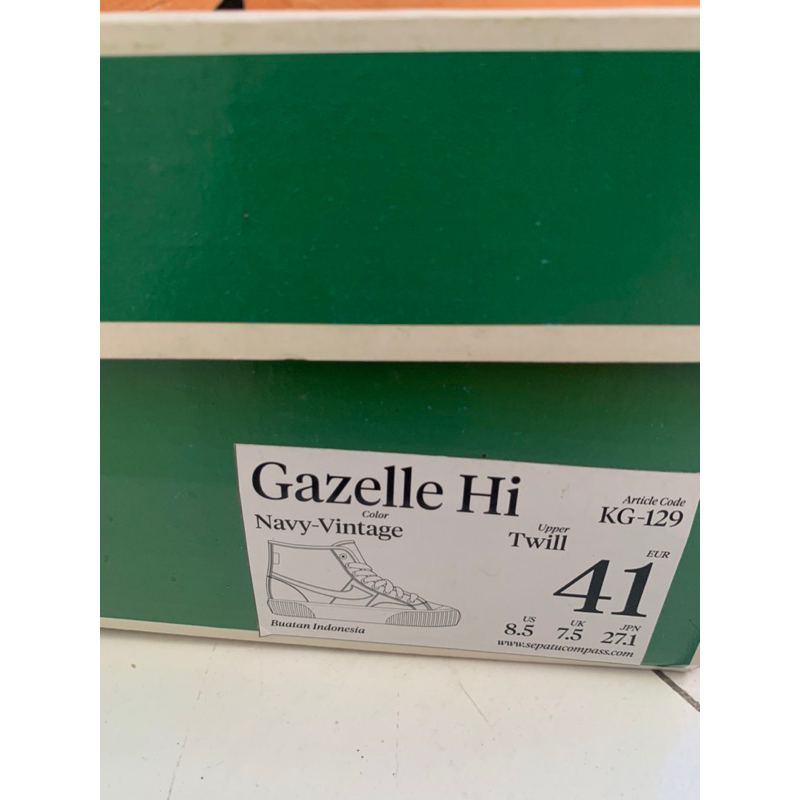 Gazelle Hi
Color
Navy-Vintage
Upper
Twill
Article Code
KG-129
EUR
41
US UK JPN
8.5 7.5 27.1
Buatan Indonesia
www.sepatucompass.com